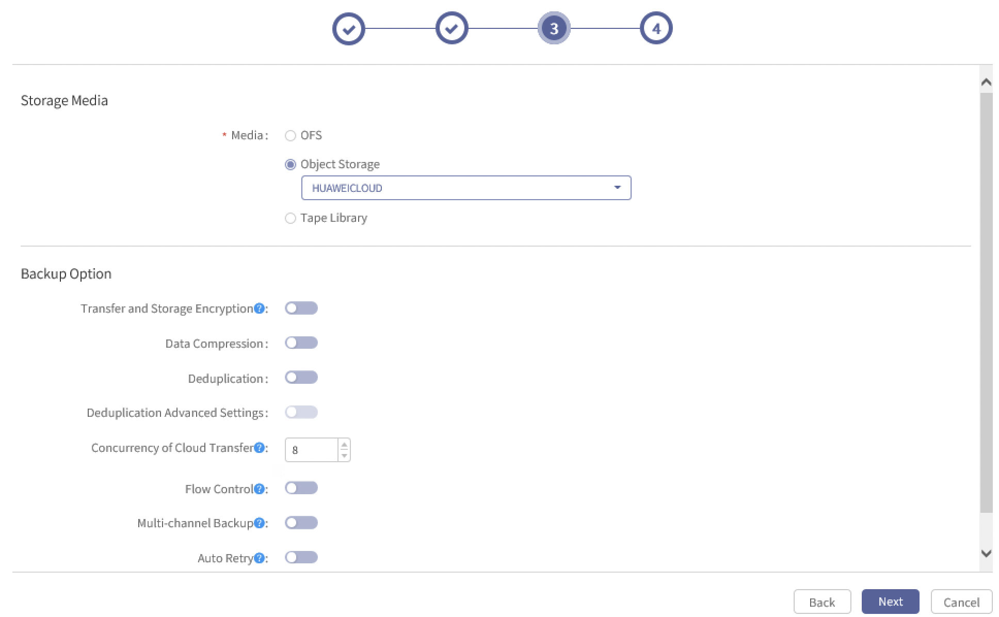 3
4
Storage Media
* Media :
OFS
Object Storage
HUAWEICLOUD
Tape Library
Backup Option
Transfer and Storage Encryption?:
Data Compression :
Deduplication :
Deduplication Advanced Settings :
Concurrency of Cloud Transfer?: 8
Flow Control?:
Multi-channel Backup?:
Auto Retry?:
Back Next Cancel